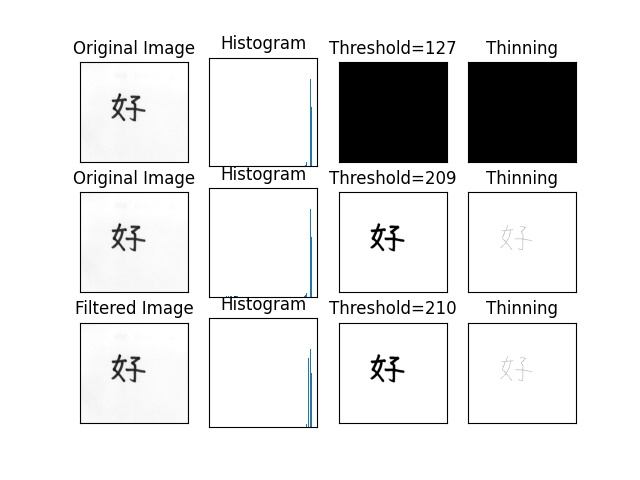 Original Image Histogram Threshold=127 Thinning
好
Original Image Histogram Threshold=209 Thinning
好 好 好
Filtered Image Histogram Threshold=210 Thinning
好 好 好